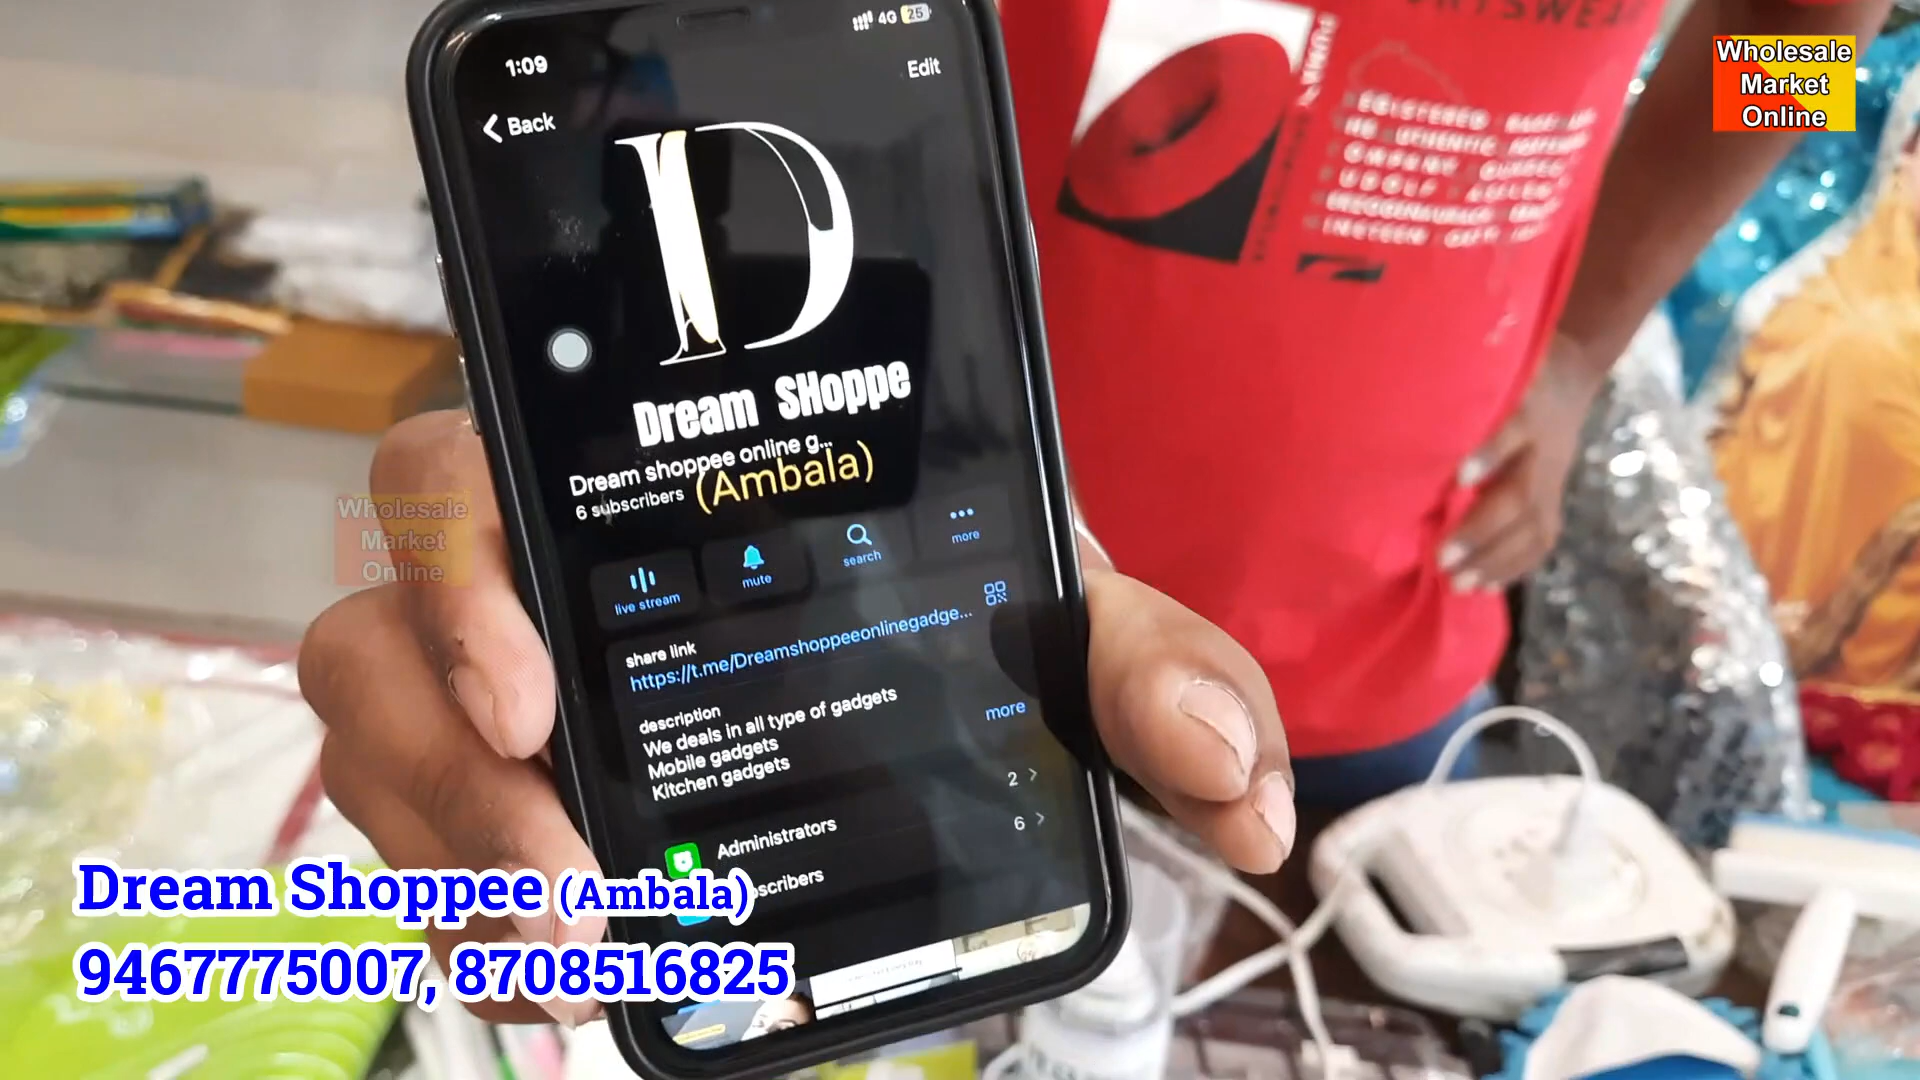 4G 25
1:09
Edit
Back
D
Dream SHoppe
Dream shoppee online g...
(Ambala)
6 subscribers
live stream
mute
search
more
share link
https://t.me/Dreamshoppeeonlinegadge...
description
We deals in all type of gadgets
Mobile gadgets
Kitchen gadgets
more
Administrators
2
6
Wholesale
Market
Online
Wholesale
Market
Online
Dream Shoppee (Ambala)
9467775007, 8708516825